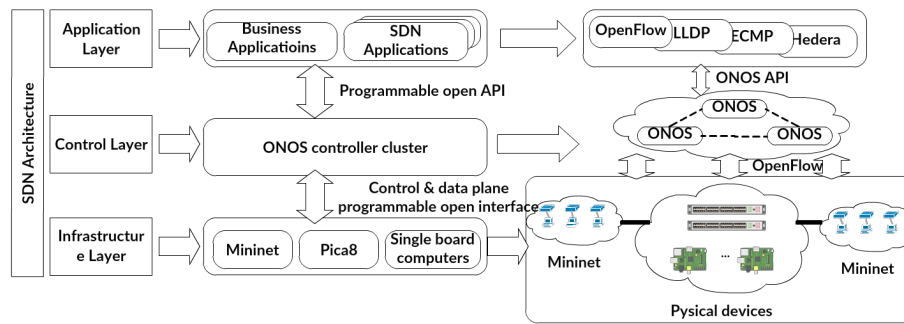 SDN Architecture
Application
Layer
Business
Applicatioins
SDN
Applications
OpenFlow
LLDP
ECMP
Hedera
Programmable open API
ONOS API
Control Layer
ONOS controller cluster
ONOS
ONOS
ONOS
OpenFlow
Control & data plane
programmable open interface
Infrastructur
e Layer
Mininet
Pica8
Single board
computers
Mininet
...
Mininet
Pysical devices